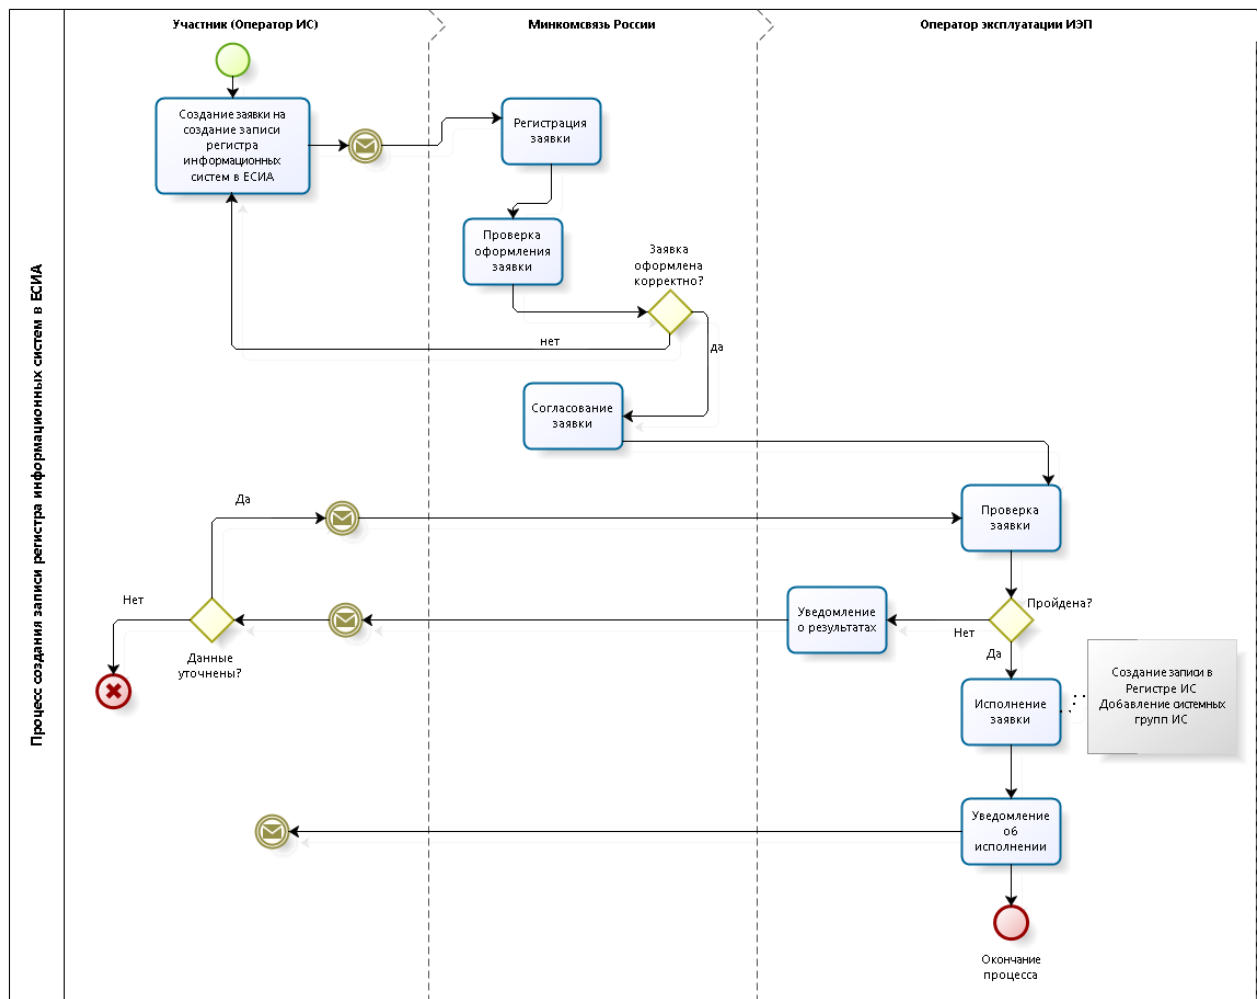 Процесс создания записи регистра информационных систем в ЕСИА
Участник (Оператор ИС)
Минкомсвязь России
Оператор эксплуатации ИЭП
Создание заявки на
создание записи
регистра
информационных
систем в ЕСИА
Регистрация
заявки
Проверка
оформления
заявки
Заявка
оформлена
корректно?
нет
да
Согласование
заявки
Да
Проверка
заявки
Нет
Данные
уточнены?
Уведомление
о результатах
Пройдена?
Нет
Да
Исполнение
заявки
Создание записи в
Регистре ИС
Добавление системных
групп ИС
Уведомление
об
исполнении
Окончание
процесса